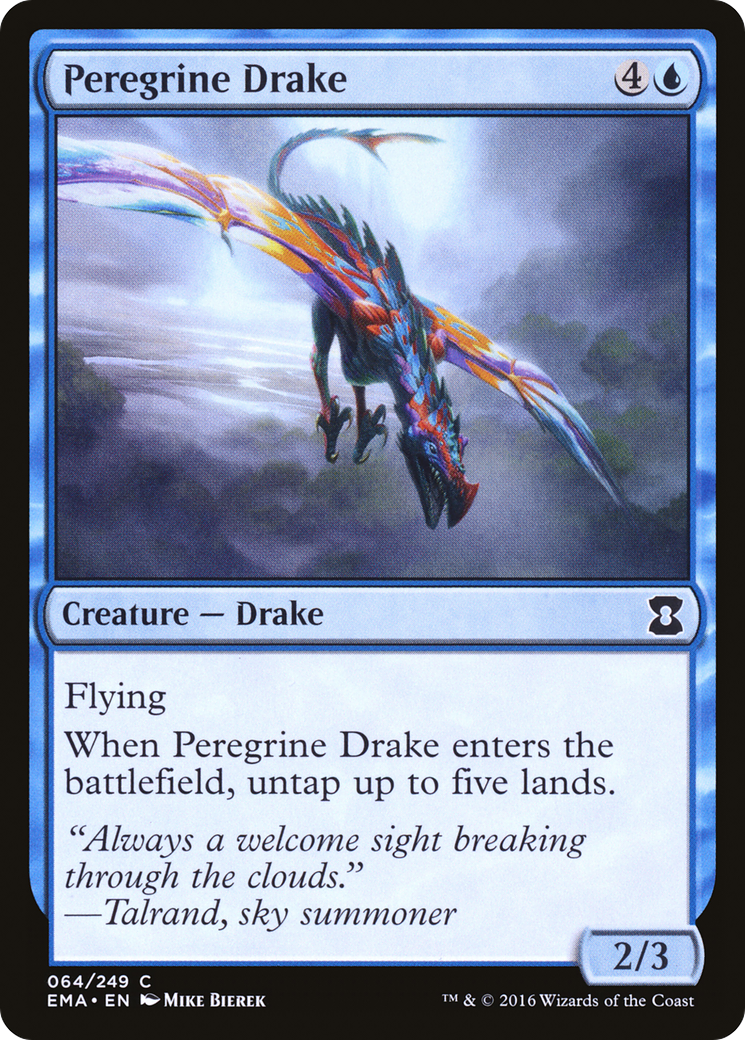 Peregrine Drake 4
Creature — Drake
Flying
When Peregrine Drake enters the
battlefield, untap up to five lands.
“Always a welcome sight breaking
through the clouds.”
—Talrand, sky summoner
2/3
064/249 C
EMA • EN Mike Bierek
™ & © 2016 Wizards of the Coast